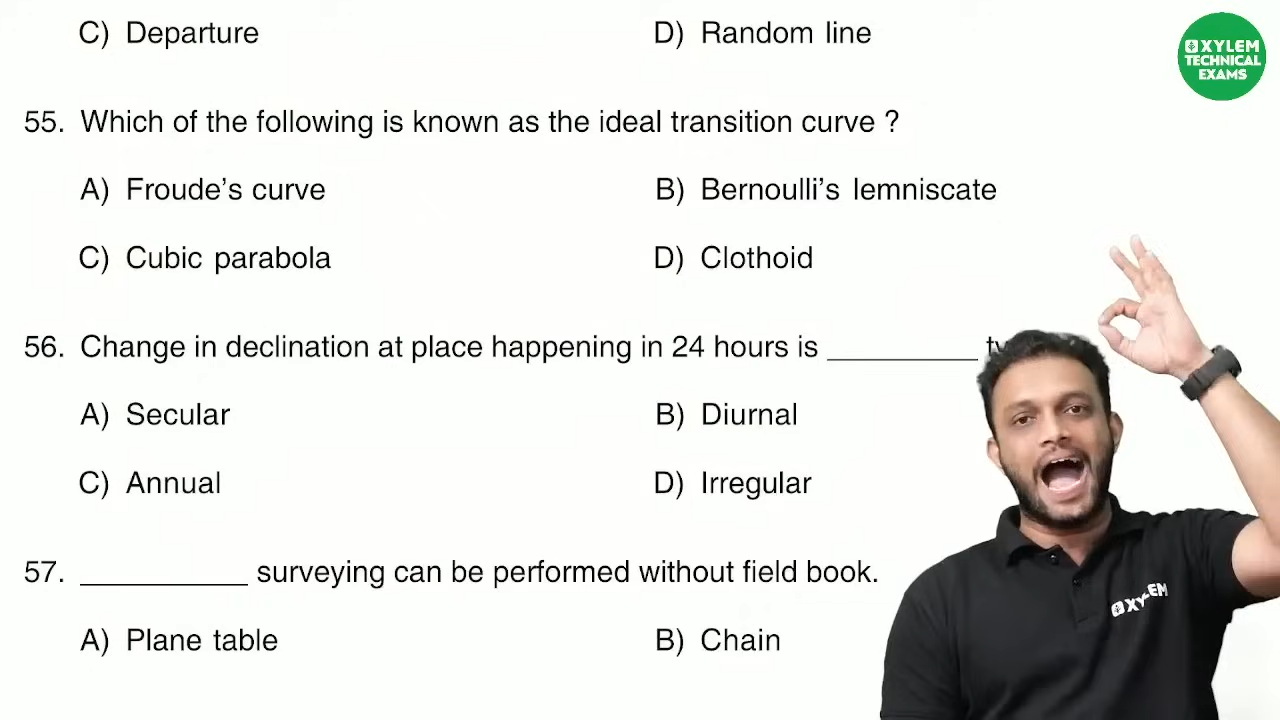 C) Departure D) Random line
XYLEM
TECHNICAL
EXAMS
55. Which of the following is known as the ideal transition curve ?
A) Froude's curve B) Bernoulli's lemniscate
C) Cubic parabola D) Clothoid
56. Change in declination at place happening in 24 hours is __________
A) Secular B) Diurnal
C) Annual D) Irregular
57. ___________ surveying can be performed without field book.
XYLEM
A) Plane table B) Chain